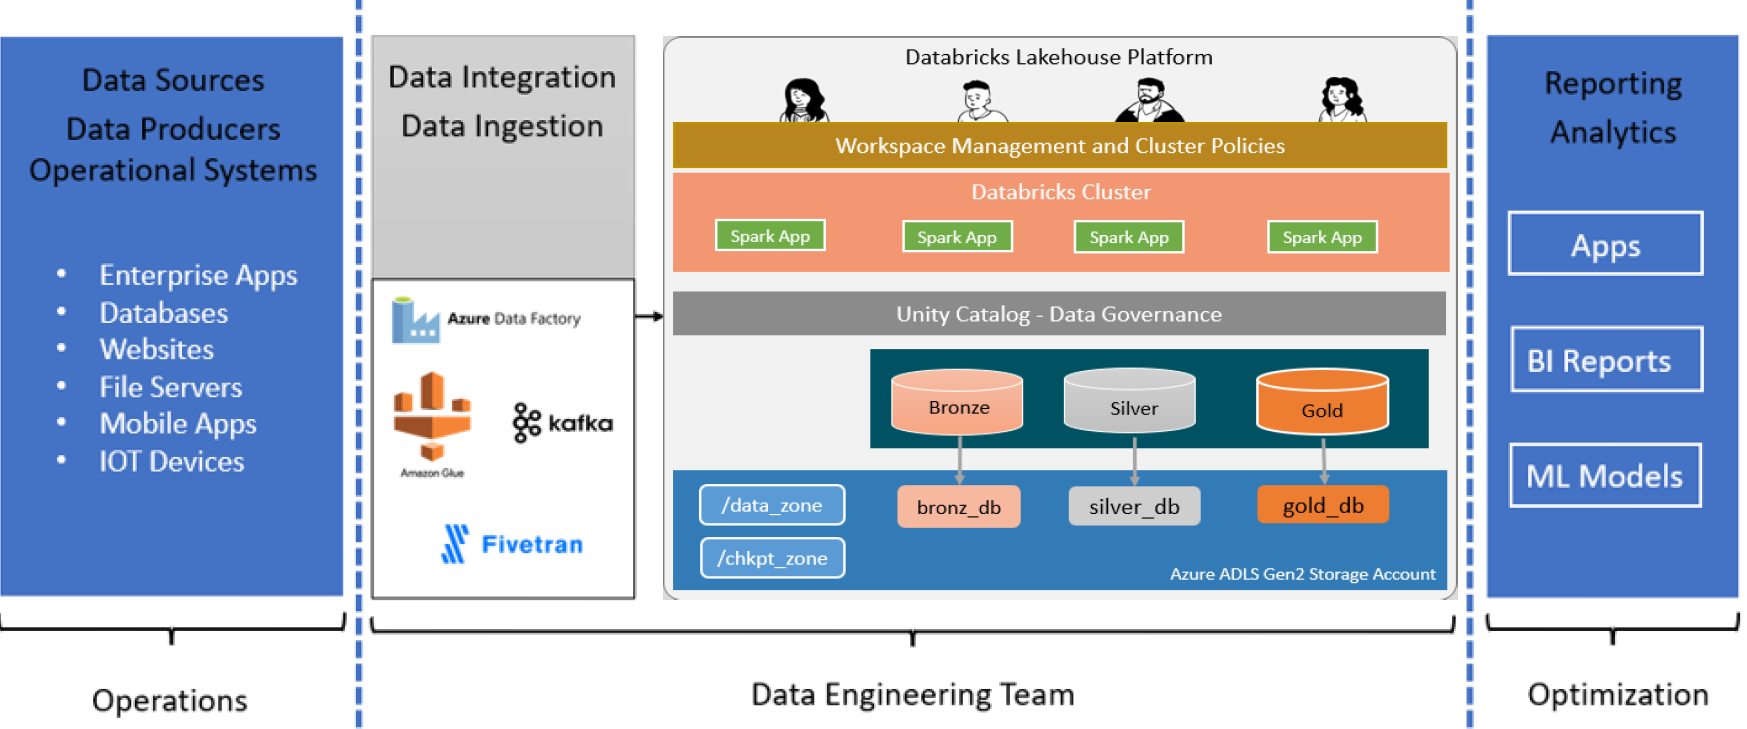 Data Sources
Data Producers
Operational Systems
• Enterprise Apps
• Databases
• Websites
• File Servers
• Mobile Apps
• IOT Devices
Operations
Data Integration
Data Ingestion
Azure Data Factory
Amazon Glue
kafka
Fivetran
Databricks Lakehouse Platform
Workspace Management and Cluster Policies
Databricks Cluster
Spark App
Spark App
Spark App
Spark App
Unity Catalog - Data Governance
Bronze
Silver
Gold
/data_zone
bronz_db
silver_db
gold_db
/chkpt_zone
Azure ADLS Gen2 Storage Account
Data Engineering Team
Reporting
Analytics
Apps
BI Reports
ML Models
Optimization